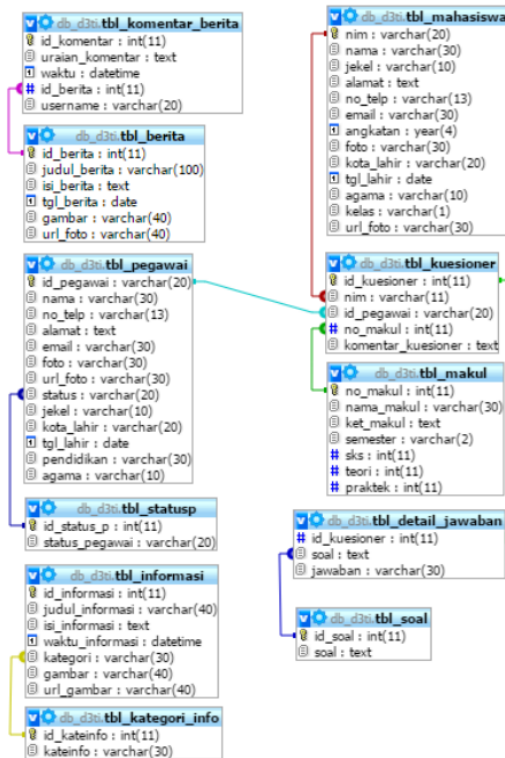 db_d3ti.tbl_komentar_berita
id_komentar : int(11)
uraian_komentar : text
waktu : datetime
# id_berita : int(11)
username : varchar(20)
db_d3ti.tbl_berita
id_berita : int(11)
judul_berita : varchar(100)
isi_berita : text
tgl_berita : date
gambar : varchar(40)
url_foto : varchar(40)
db_d3ti.tbl_pegawai
id_pegawai : varchar(20)
nama : varchar(30)
no_telp : varchar(13)
alamat : text
email : varchar(30)
foto : varchar(30)
url_foto : varchar(30)
status : varchar(20)
jekel : varchar(10)
kota_lahir : varchar(20)
tgl_lahir : date
pendidikan : varchar(30)
agama : varchar(10)
db_d3ti.tbl_statusp
id_status_p : int(11)
status_pegawai : varchar(20)
db_d3ti.tbl_informasi
id_informasi : int(11)
judul_informasi : varchar(40)
isi_informasi : text
waktu_informasi : datetime
kategori : varchar(30)
gambar : varchar(40)
url_gambar : varchar(40)
db_d3ti.tbl_kategori_info
id_kateinfo : int(11)
kateinfo : varchar(30)
db_d3ti.tbl_mahasiswa
nim : varchar(20)
nama : varchar(30)
jekel : varchar(10)
alamat : text
no_telp : varchar(13)
email : varchar(30)
angkatan : year(4)
foto : varchar(30)
kota_lahir : varchar(20)
tgl_lahir : date
agama : varchar(10)
kelas : varchar(1)
url_foto : varchar(30)
db_d3ti.tbl_kuesioner
id_kuesioner : int(11)
nim : varchar(11)
id_pegawai : varchar(20)
# no_makul : int(11)
komentar_kuesioner : text
db_d3ti.tbl_makul
no_makul : int(11)
nama_makul : varchar(30)
ket_makul : text
semester : varchar(2)
# sks : int(11)
# teori : int(11)
# praktek : int(11)
db_d3ti.tbl_detail_jawaban
# id_kuesioner : int(11)
soal : text
jawaban : varchar(30)
db_d3ti.tbl_soal
id_soal : int(11)
soal : text